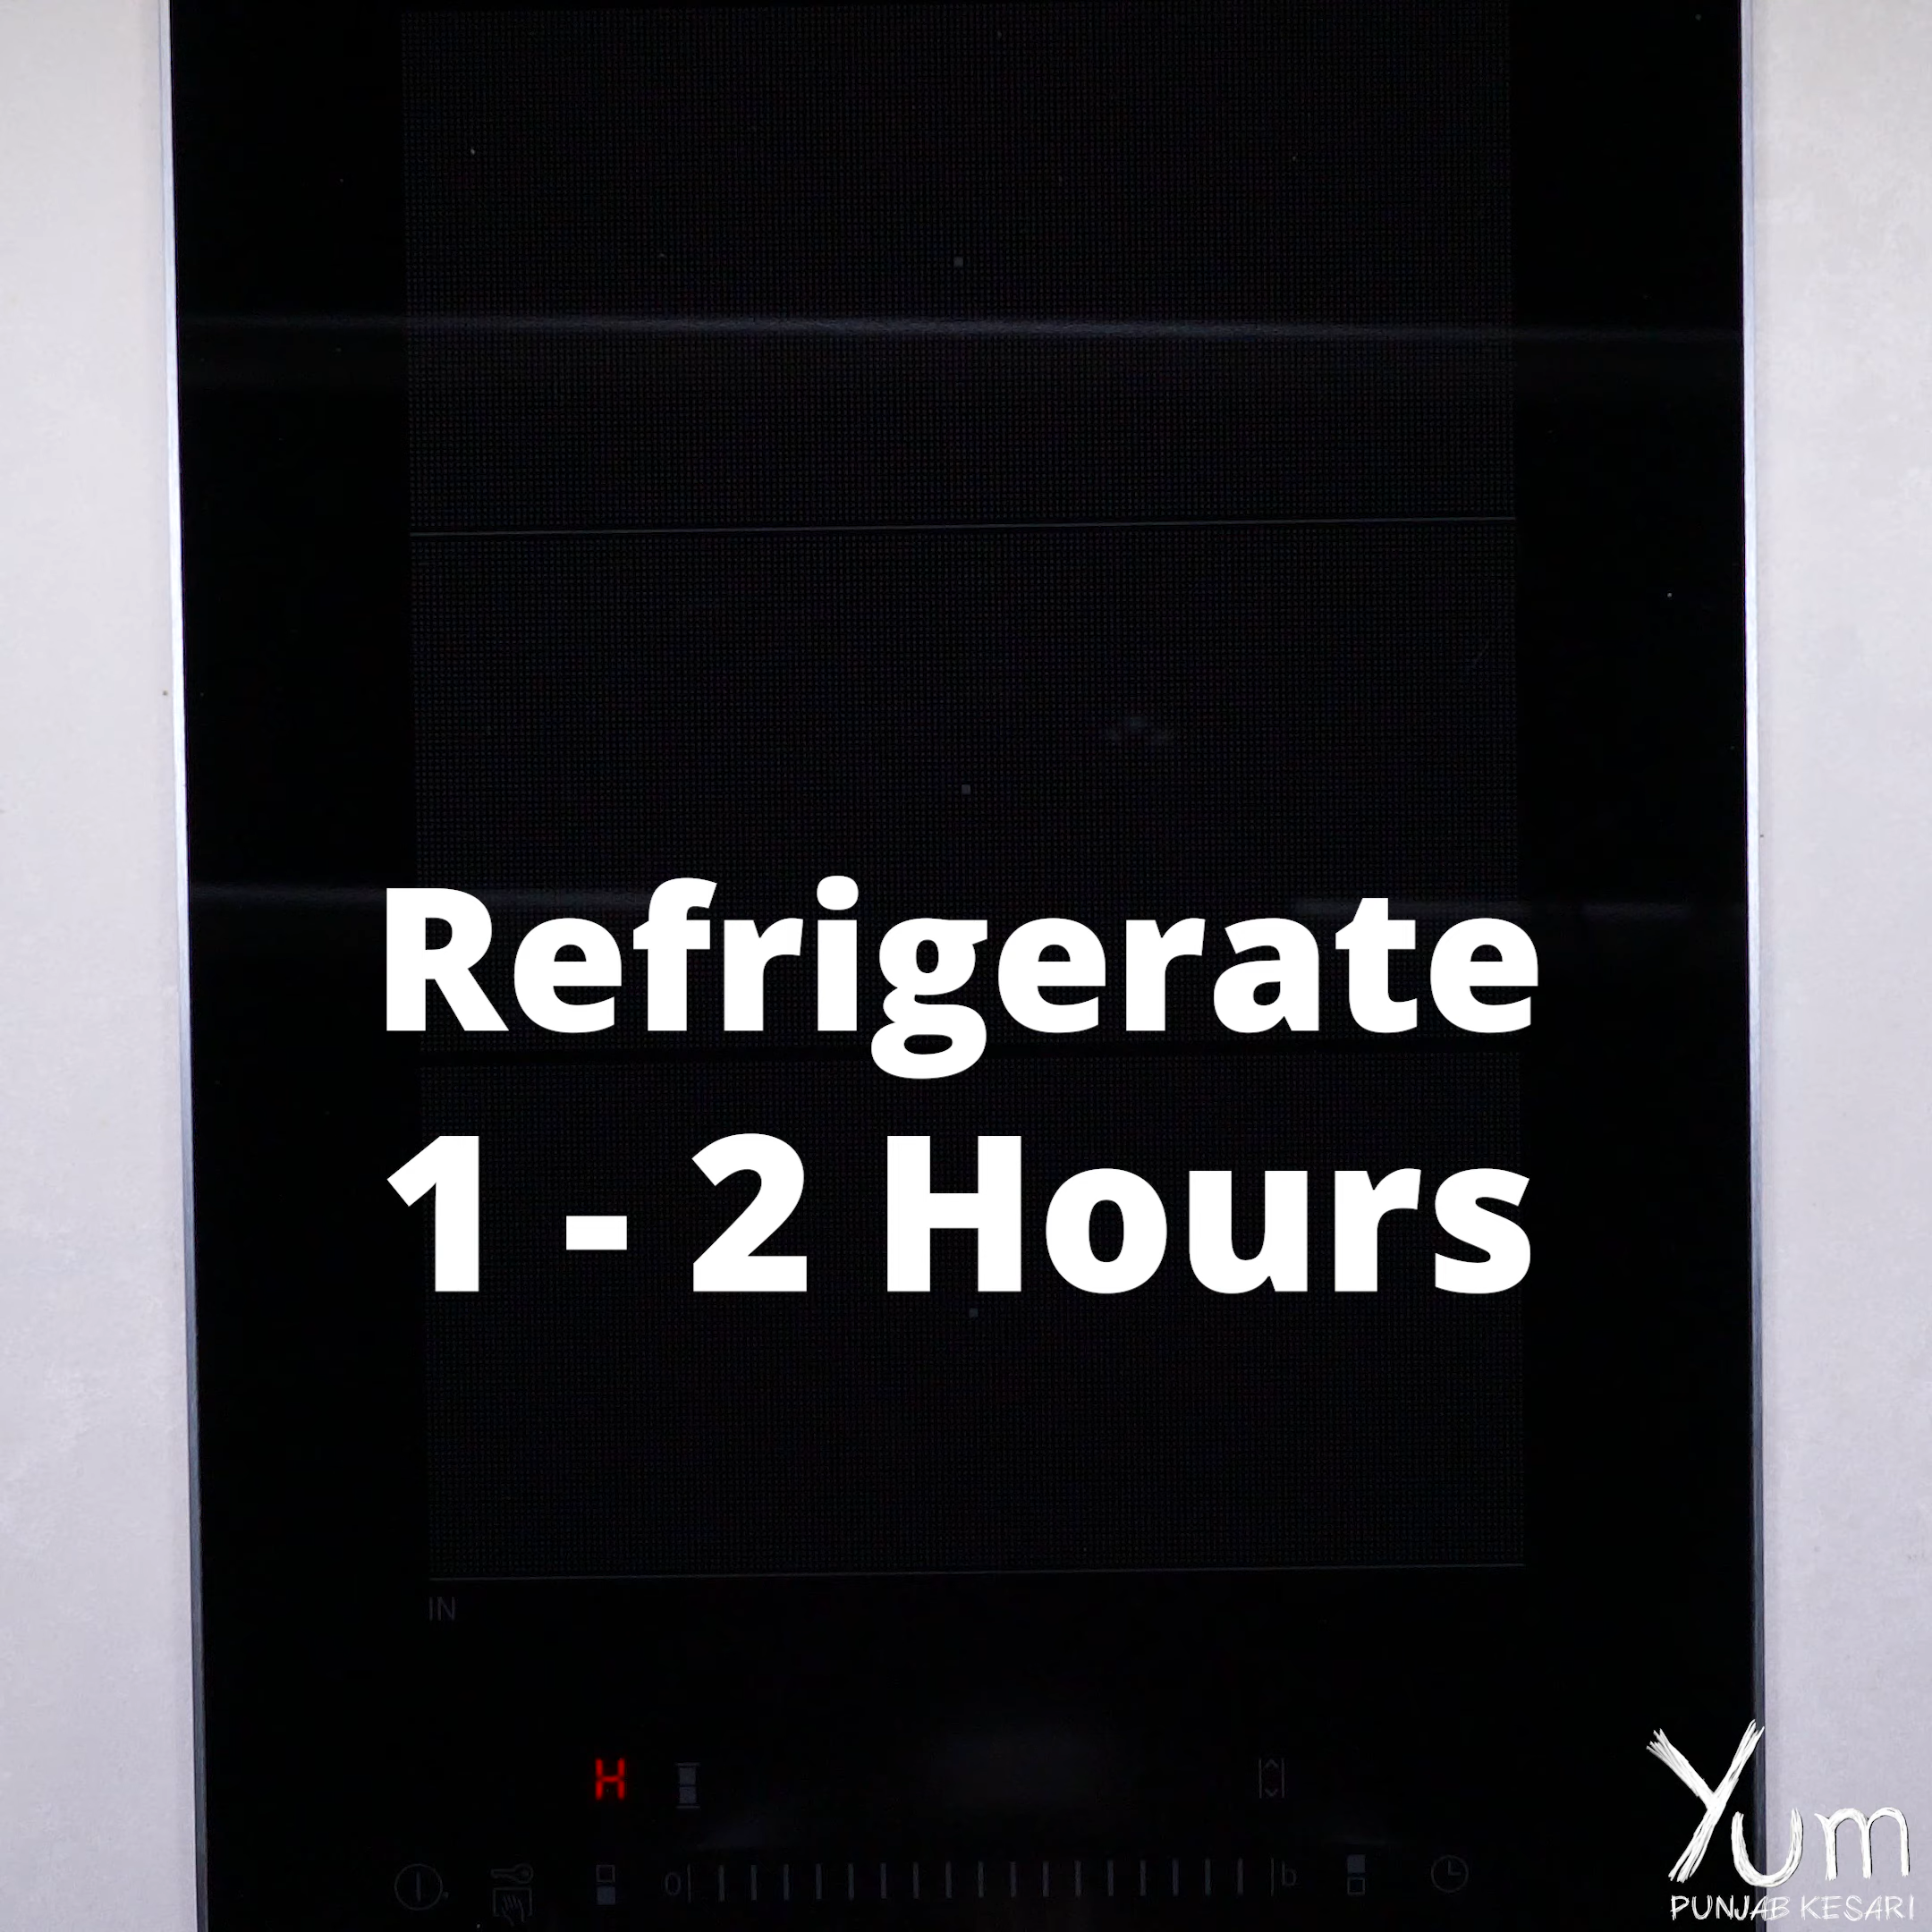 Refrigerate
1 - 2 Hours
IN
H
Yum
PUNJAB KESARI